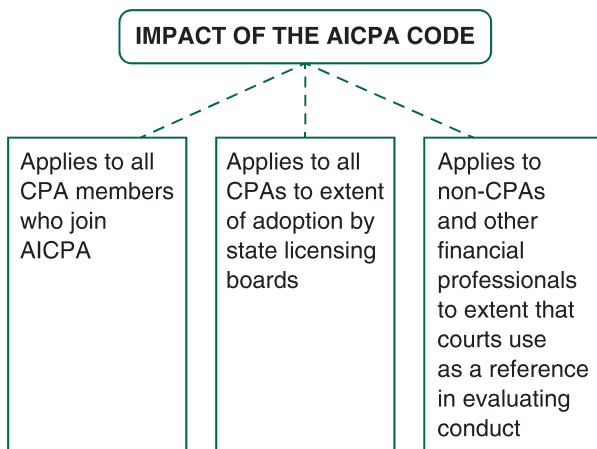 IMPACT OF THE AICPA CODE
Applies to all
CPA members
who join
AICPA
Applies to all
CPAs to extent
of adoption by
state licensing
boards
Applies to
non-CPAs
and other
financial
professionals
to extent that
courts use
as a reference
in evaluating
conduct